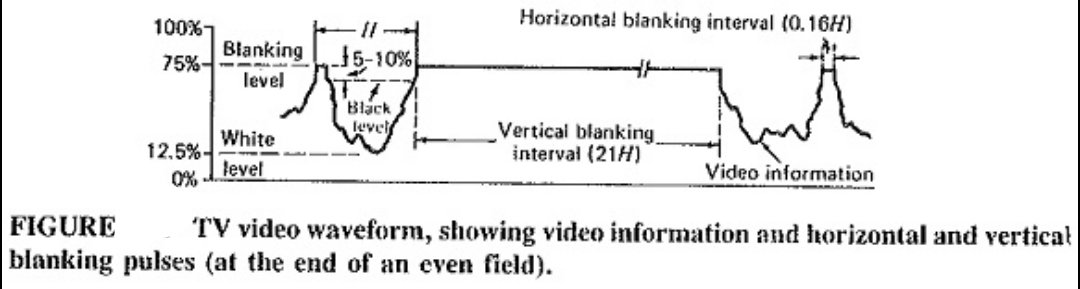 Horizontal blanking interval (0.16H)
100%
Blanking
level
75%
5-10%
Black
level
White
level
12.5%
0%
Vertical blanking
interval (21H)
Video information
FIGURE TV video waveform, showing video information and horizontal and vertical
blanking pulses (at the end of an even field).